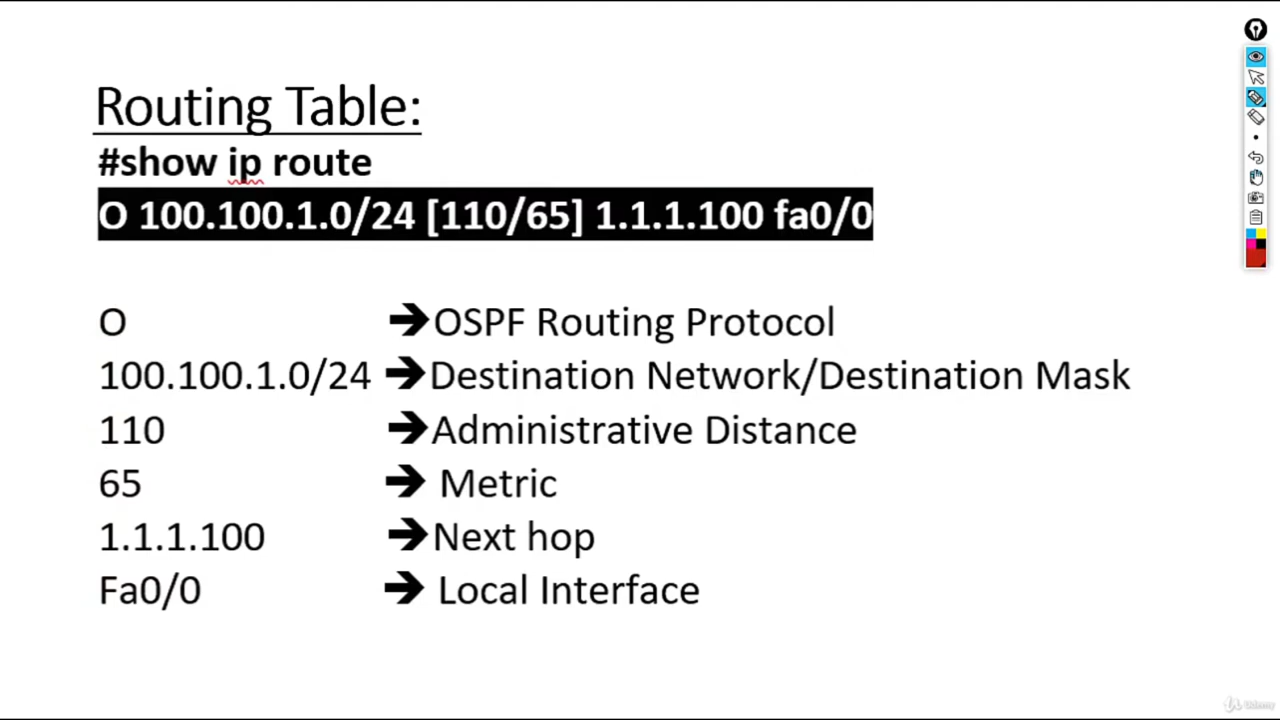 Routing Table:
#show ip route
O 100.100.1.0/24 [110/65] 1.1.1.100 fa0/0
O ➔OSPF Routing Protocol
100.100.1.0/24 ➔Destination Network/Destination Mask
110 ➔Administrative Distance
65 ➔ Metric
1.1.1.100 ➔Next hop
Fa0/0 ➔ Local Interface
Udemy